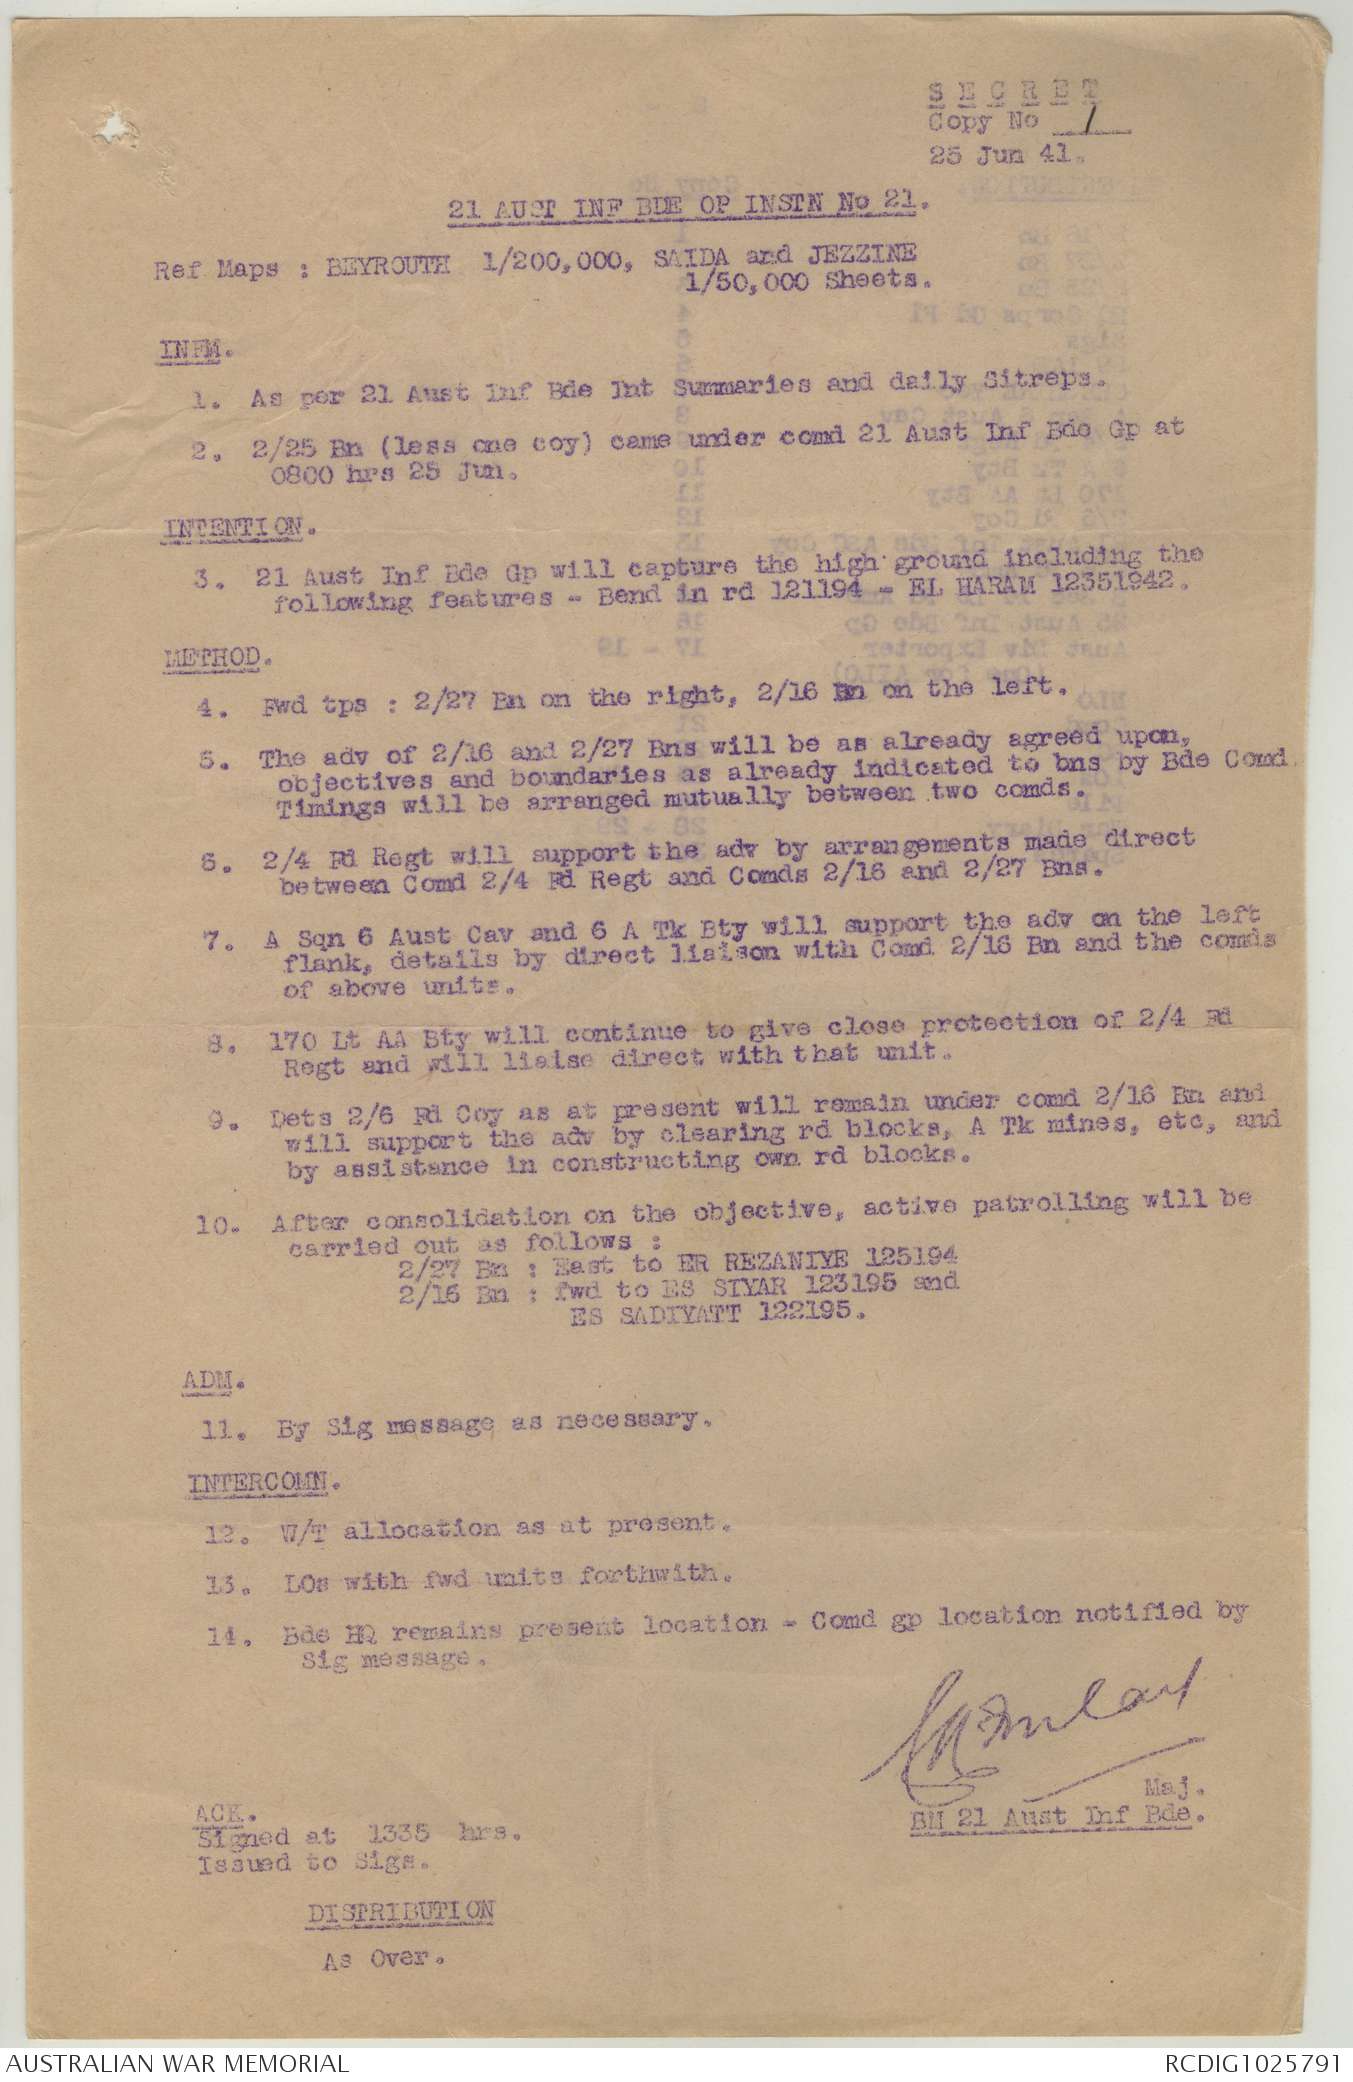 S E C R E T
Copy No 1
25 Jun 41.
21 AUST INF BDE OP INSTN No 21.
Ref Maps : BEYROUTH 1/200,000, SAIDA and JEZZINE
1/50,000 Sheets.
INFM.
1. As per 21 Aust Inf Bde Int Summaries and daily Sitreps.
2. 2/25 Bn (less one coy) came under comd 21 Aust Inf Bde Gp at
0800 hrs 25 Jun.
INTENTION.
3. 21 Aust Inf Bde Gp will capture the high ground including the
following features - Bend in rd 121194 - EL HARAM 12351942.
METHOD.
4. Fwd tps : 2/27 Bn on the right, 2/16 Bn on the left.
5. The adv of 2/16 and 2/27 Bns will be as already agreed upon,
objectives and boundaries as already indicated to bns by Bde Comd
Timings will be arranged mutually between two comds.
6. 2/4 Fd Regt will support the adv by arrangements made direct
between Comd 2/4 Fd Regt and Comds 2/16 and 2/27 Bns.
7. A Sqn 6 Aust Cav and 6 A Tk Bty will support the adv on the left
flank, details by direct liaison with Comd 2/16 Bn and the comds
of above units.
8. 170 Lt AA Bty will continue to give close protection of 2/4 Fd
Regt and will liaise direct with that unit.
9. Dets 2/6 Fd Coy as at present will remain under comd 2/16 Bn and
will support the adv by clearing rd blocks, A Tk mines, etc, and
by assistance in constructing own rd blocks.
10. After consolidation on the objective, active patrolling will be
carried out as follows :
2/27 Bn : East to ER REZANIYE 125194
2/16 Bn : fwd to ES SIYAR 123195 and
ES SADIYATT 122195.
ADM.
11. By Sig message as necessary.
INTERCOMN.
12. W/T allocation as at present.
13. LOs with fwd units forthwith.
14. Bde HQ remains present location - Comd gp location notified by
Sig message.
Maj.
BM 21 Aust Inf Bde.
ACK.
Signed at 1335 hrs.
Issued to Sigs.
DISTRIBUTION
As Over.
AUSTRALIAN WAR MEMORIAL
RCDIG1025791